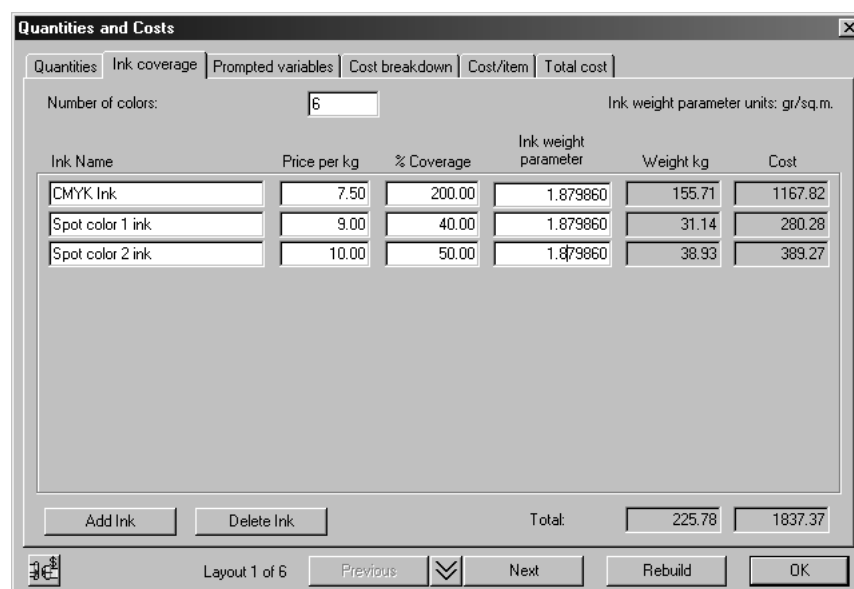 Quantities and Costs
Quantities Ink coverage Prompted variables Cost breakdown Cost/item Total cost
Number of colors: 6 Ink weight parameter units: gr/sq.m.
Ink Name Price per kg % Coverage Ink weight parameter Weight kg Cost
CMYK Ink 7.50 200.00 1.879860 155.71 1167.82
Spot color 1 ink 9.00 40.00 1.879860 31.14 280.28
Spot color 2 ink 10.00 50.00 1.879860 38.93 389.27
Add Ink Delete Ink Total: 225.78 1837.37
Layout 1 of 6 Previous Next Rebuild OK